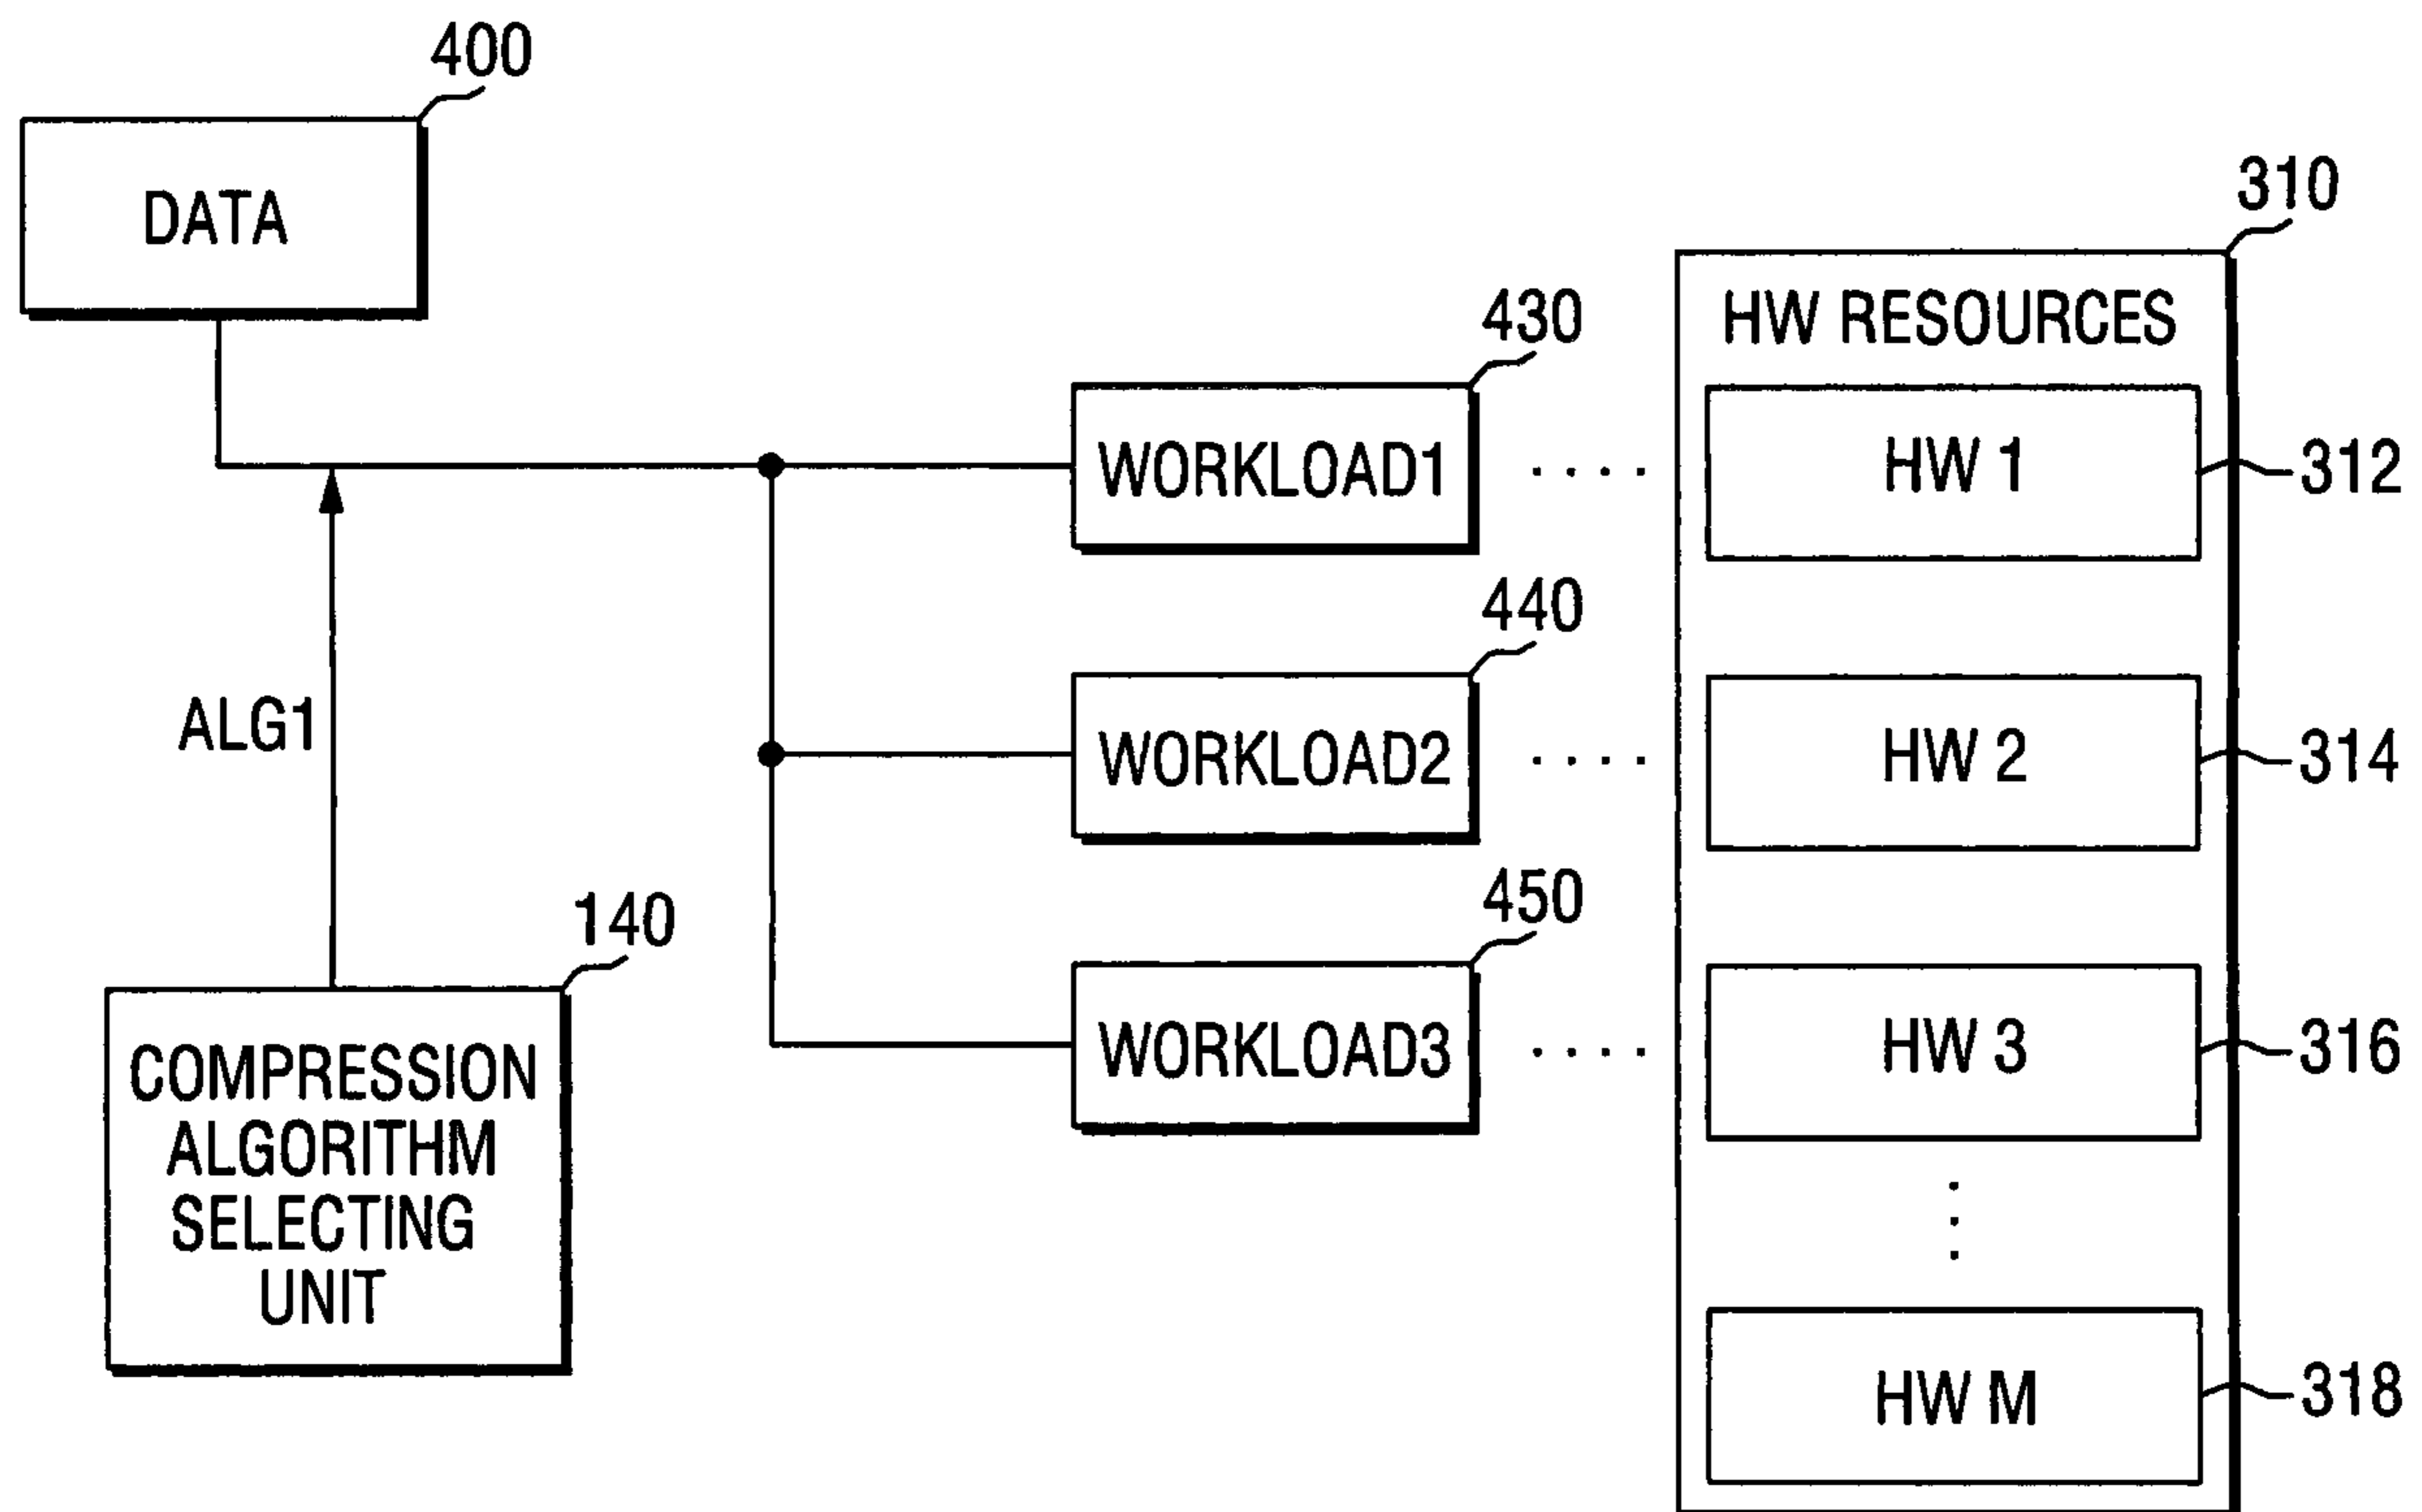 400
DATA
310
HW RESOURCES
430
WORKLOAD1
HW 1
312
440
ALG1
WORKLOAD2
HW 2
314
450
140
WORKLOAD3
HW 3
316
COMPRESSION
ALGORITHM
SELECTING
UNIT
HW M
318